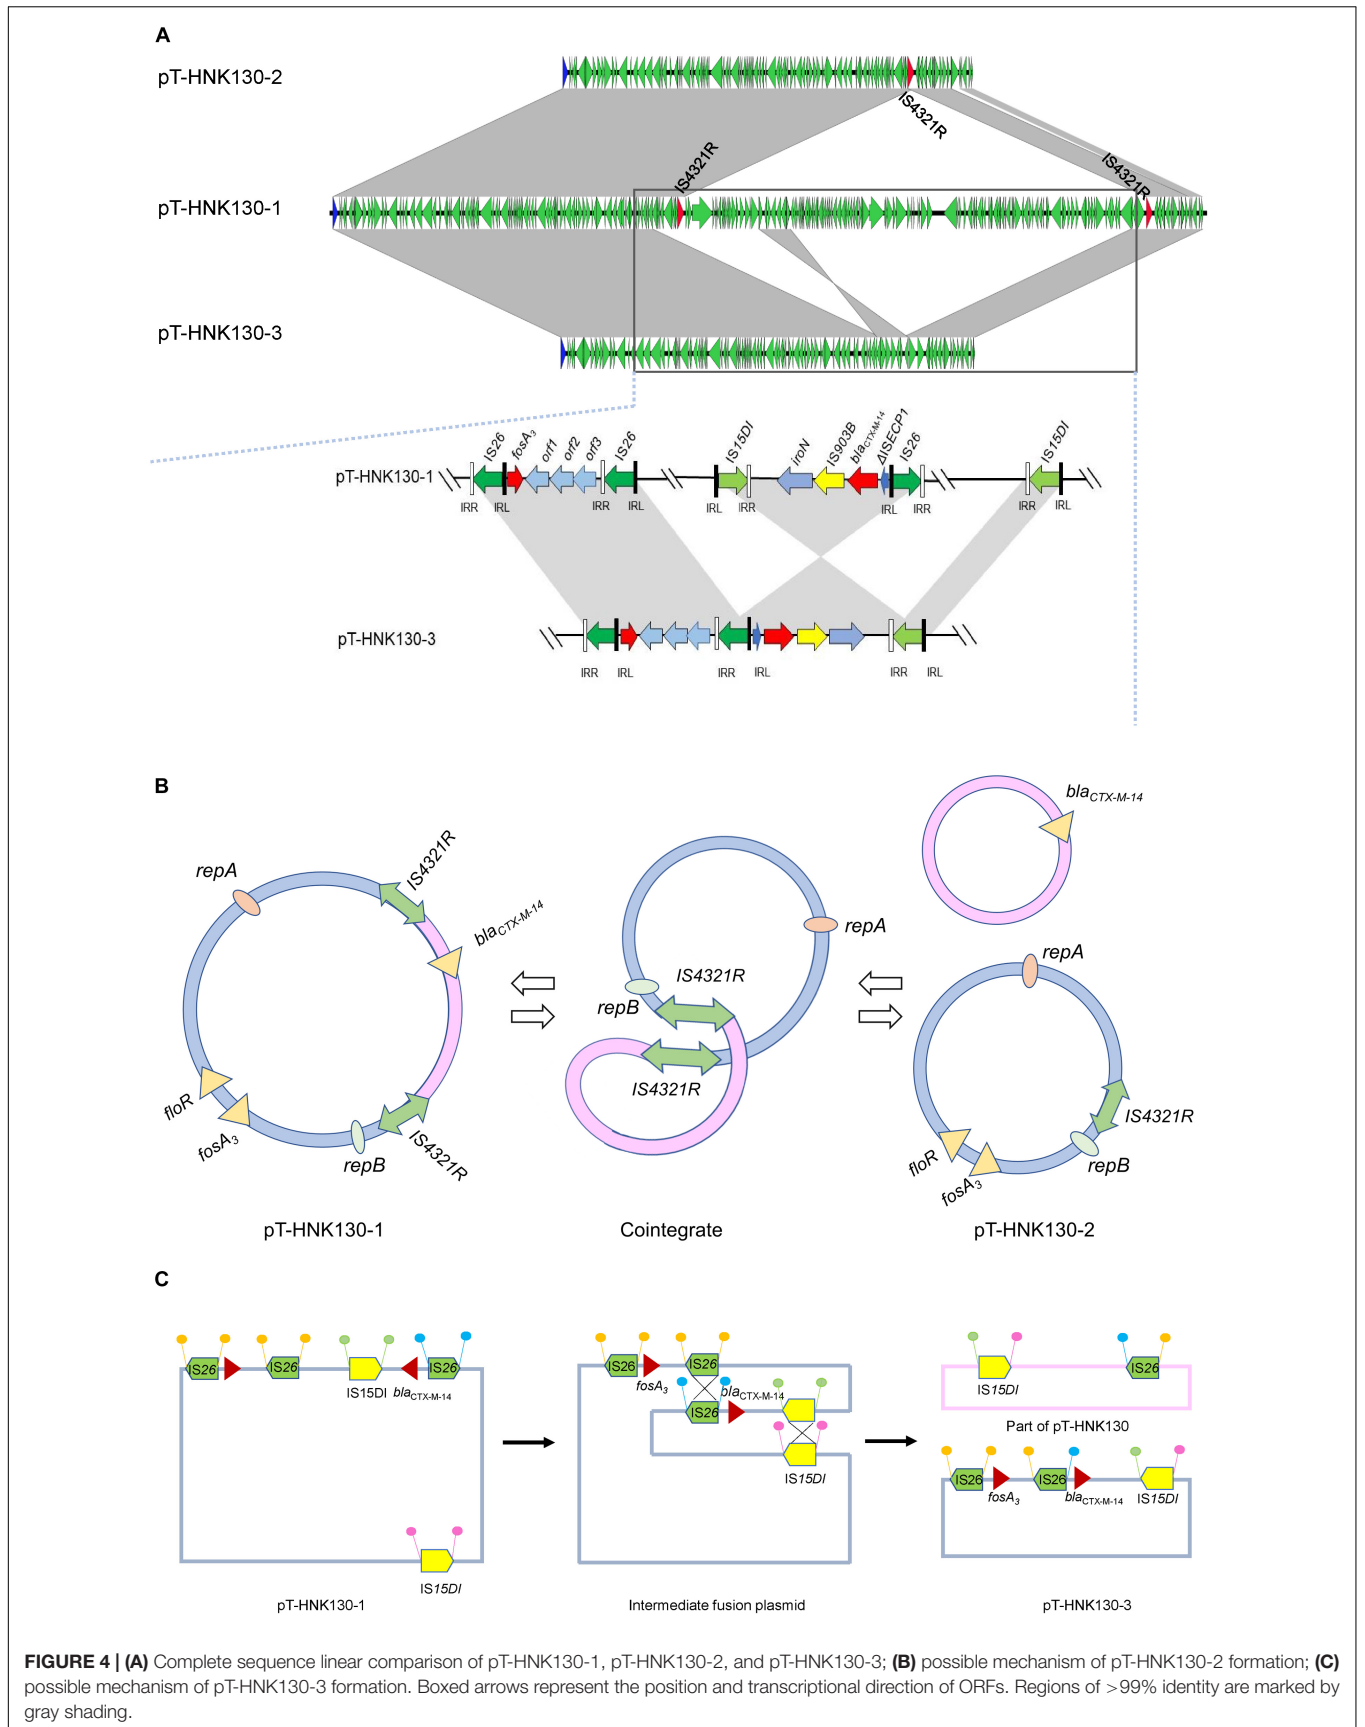 A
pT-HNK130-2
IS4321R
IS4321R
IS4321R
pT-HNK130-1
pT-HNK130-3
IS26
fosA3
orf1
orf2
orf3
IS26
IS15DI
iroN
IS903B
blaCTX-M-14
ΔISECP1
IS26
IS15DI
pT-HNK130-1
IRR IRL IRR IRL IRL IRR IRL IRR IRR IRL
pT-HNK130-3
IRR IRL IRR IRL IRR IRL
B
blaCTX-M-14
repA
IS4321R
blaCTX-M-14
floR
fosA3
repB
IS4321R
pT-HNK130-1
repA
IS4321R
repB
IS4321R
Cointegrate
repA
IS4321R
repB
floR
fosA3
pT-HNK130-2
C
IS26 IS26 IS26
IS15DI blaCTX-M-14
IS15DI
pT-HNK130-1
IS26 IS26
fosA3
blaCTX-M-14
IS26
IS15DI
Intermediate fusion plasmid
IS26
IS15DI
Part of pT-HNK130
IS26 IS26
fosA3 blaCTX-M-14 IS15DI
pT-HNK130-3
FIGURE 4 | (A) Complete sequence linear comparison of pT-HNK130-1, pT-HNK130-2, and pT-HNK130-3; (B) possible mechanism of pT-HNK130-2 formation; (C)
possible mechanism of pT-HNK130-3 formation. Boxed arrows represent the position and transcriptional direction of ORFs. Regions of >99% identity are marked by
gray shading.